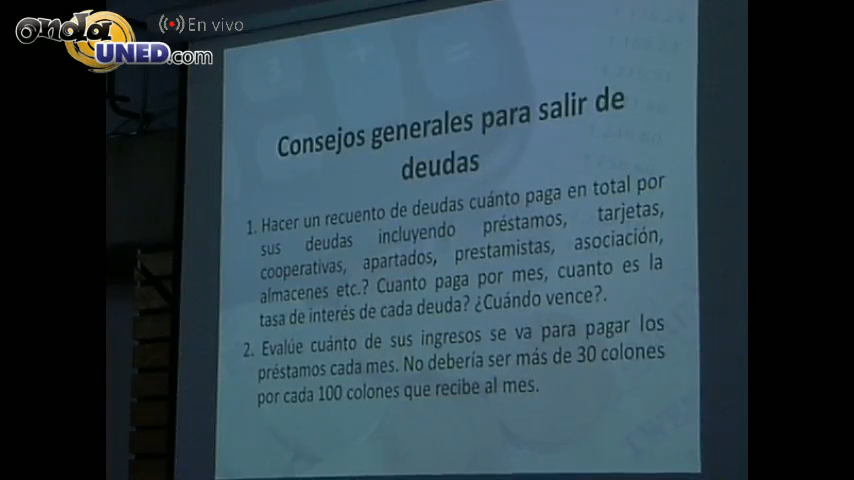 onda
UNED.com
En vivo
Consejos generales para salir de
deudas
1. Hacer un recuento de deudas cuánto paga en total por
sus deudas incluyendo préstamos, tarjetas,
cooperativas, apartados, prestamistas, asociación,
almacenes etc.? Cuanto paga por mes, cuanto es la
tasa de interés de cada deuda? ¿Cuándo vence?.
2. Evalúe cuánto de sus ingresos se va para pagar los
préstamos cada mes. No debería ser más de 30 colones
por cada 100 colones que recibe al mes.